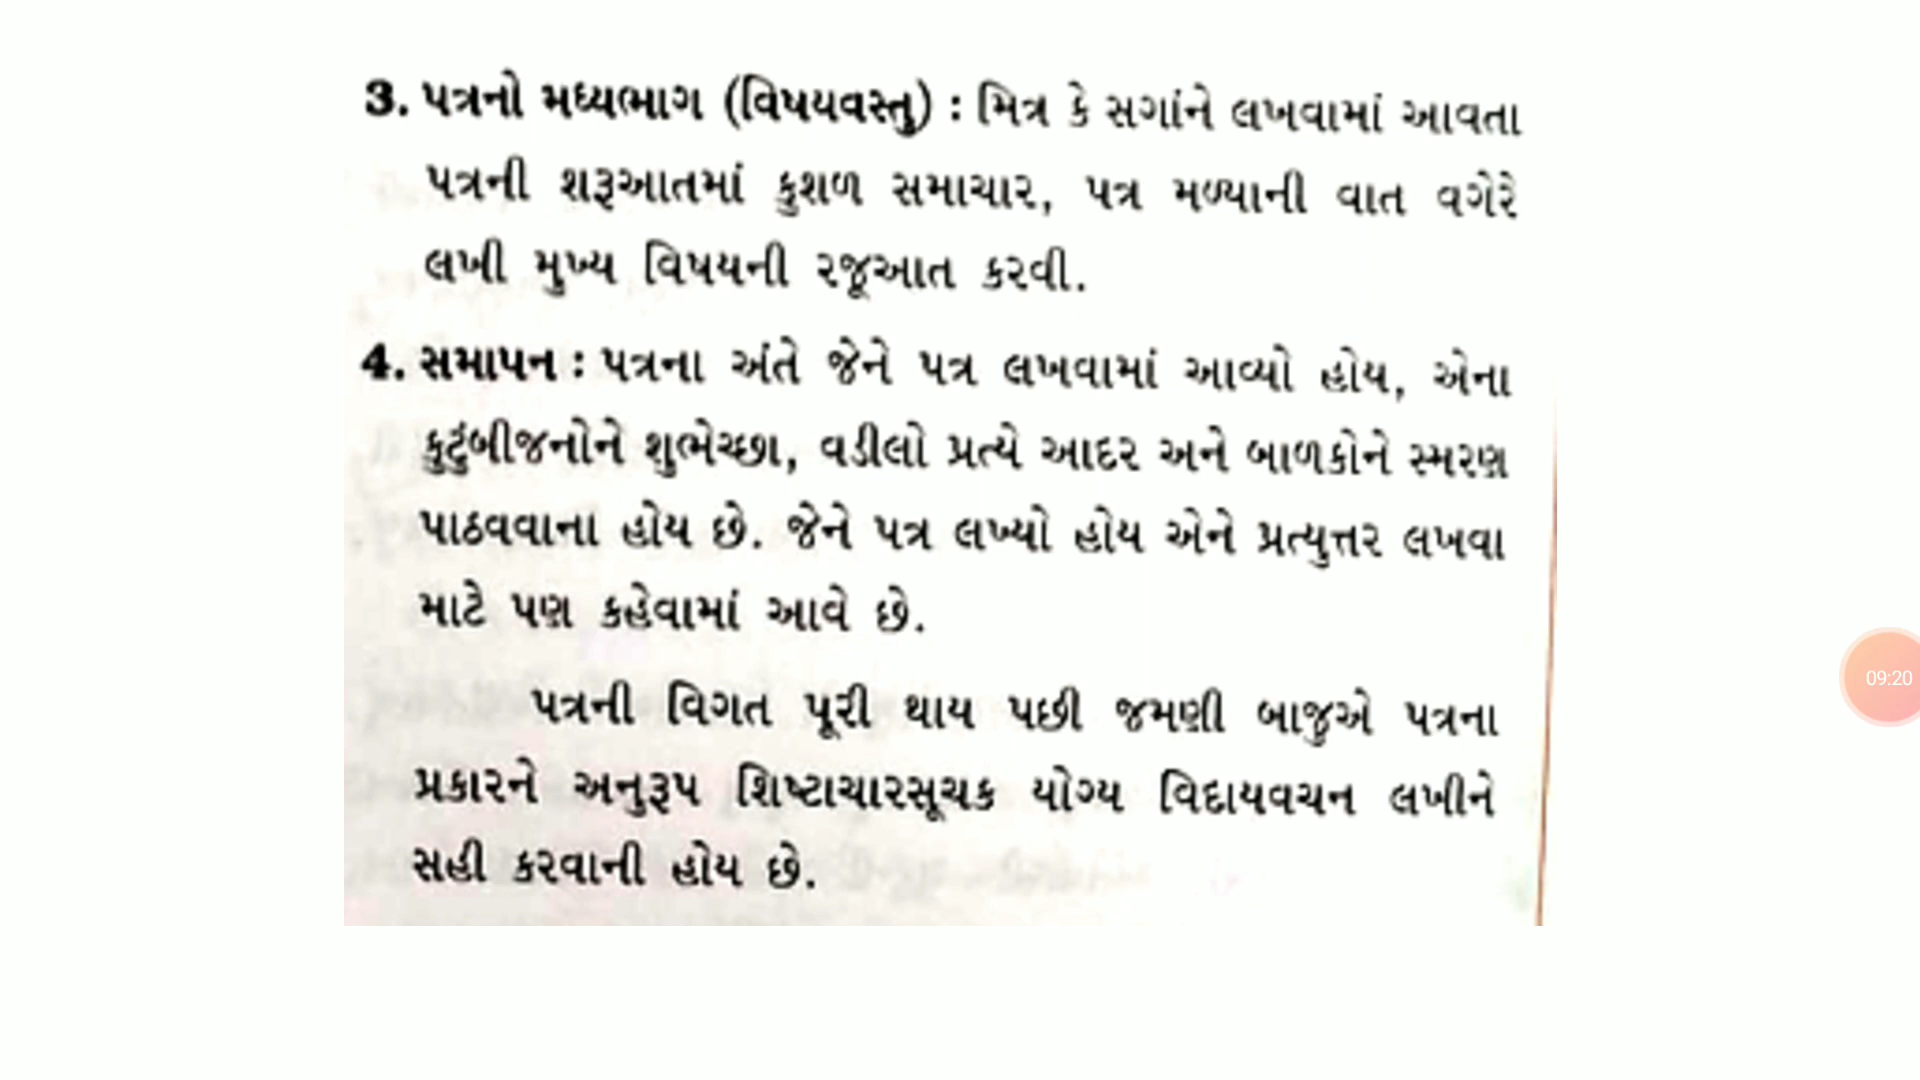 3. પત્રનો મધ્યભાગ (વિષયવસ્તુ) : મિત્ર કે સગાંને લખવામાં આવતા
પત્રની શરૂઆતમાં કુશળ સમાચાર, પત્ર મળ્યાની વાત વગેરે
લખી મુખ્ય વિષયની રજૂઆત કરવી.
4. સમાપન : પત્રના અંતે જેને પત્ર લખવામાં આવ્યો હોય, એના
કુટુંબીજનોને શુભેચ્છા, વડીલો પ્રત્યે આદર અને બાળકોને સ્મરણ
પાઠવવાના હોય છે. જેને પત્ર લખ્યો હોય એને પ્રત્યુત્તર લખવા
માટે પણ કહેવામાં આવે છે.
પત્રની વિગત પૂરી થાય પછી જમણી બાજુએ પત્રના
પ્રકારને અનુરૂપ શિષ્ટાચારસૂચક યોગ્ય વિદાયવચન લખીને
સહી કરવાની હોય છે.
09:20